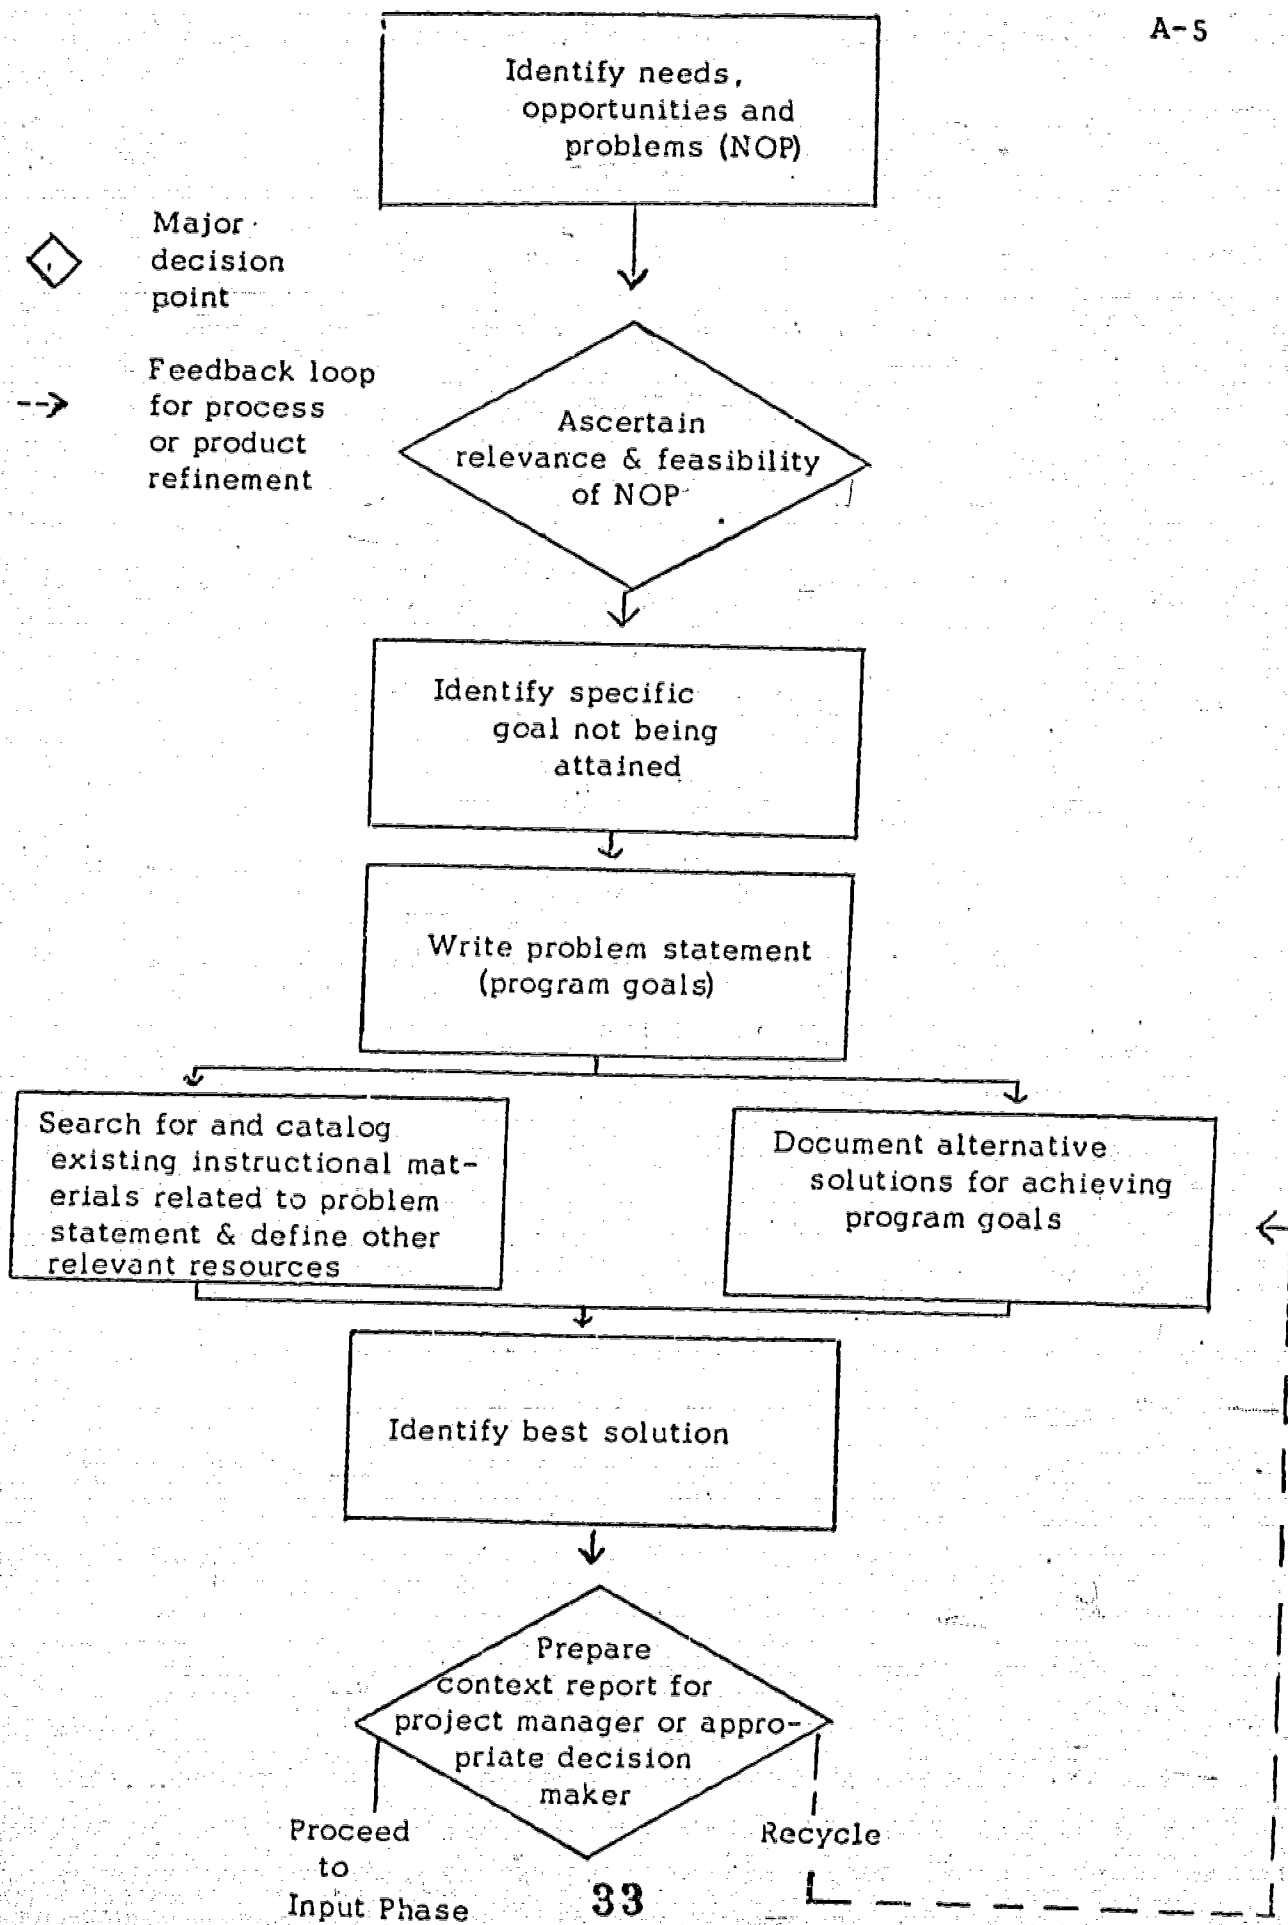 A-5
Identify needs,
opportunities and
problems (NOP)
Major
decision
point
Feedback loop
for process
or product
refinement
Ascertain
relevance & feasibility
of NOP
Identify specific
goal not being
attained
Write problem statement
(program goals)
Search for and catalog
existing instructional mat-
erials related to problem
statement & define other
relevant resources
Document alternative
solutions for achieving
program goals
Identify best solution
Prepare
context report for
project manager or appro-
priate decision
maker
Proceed
to
Input Phase
Recycle
33